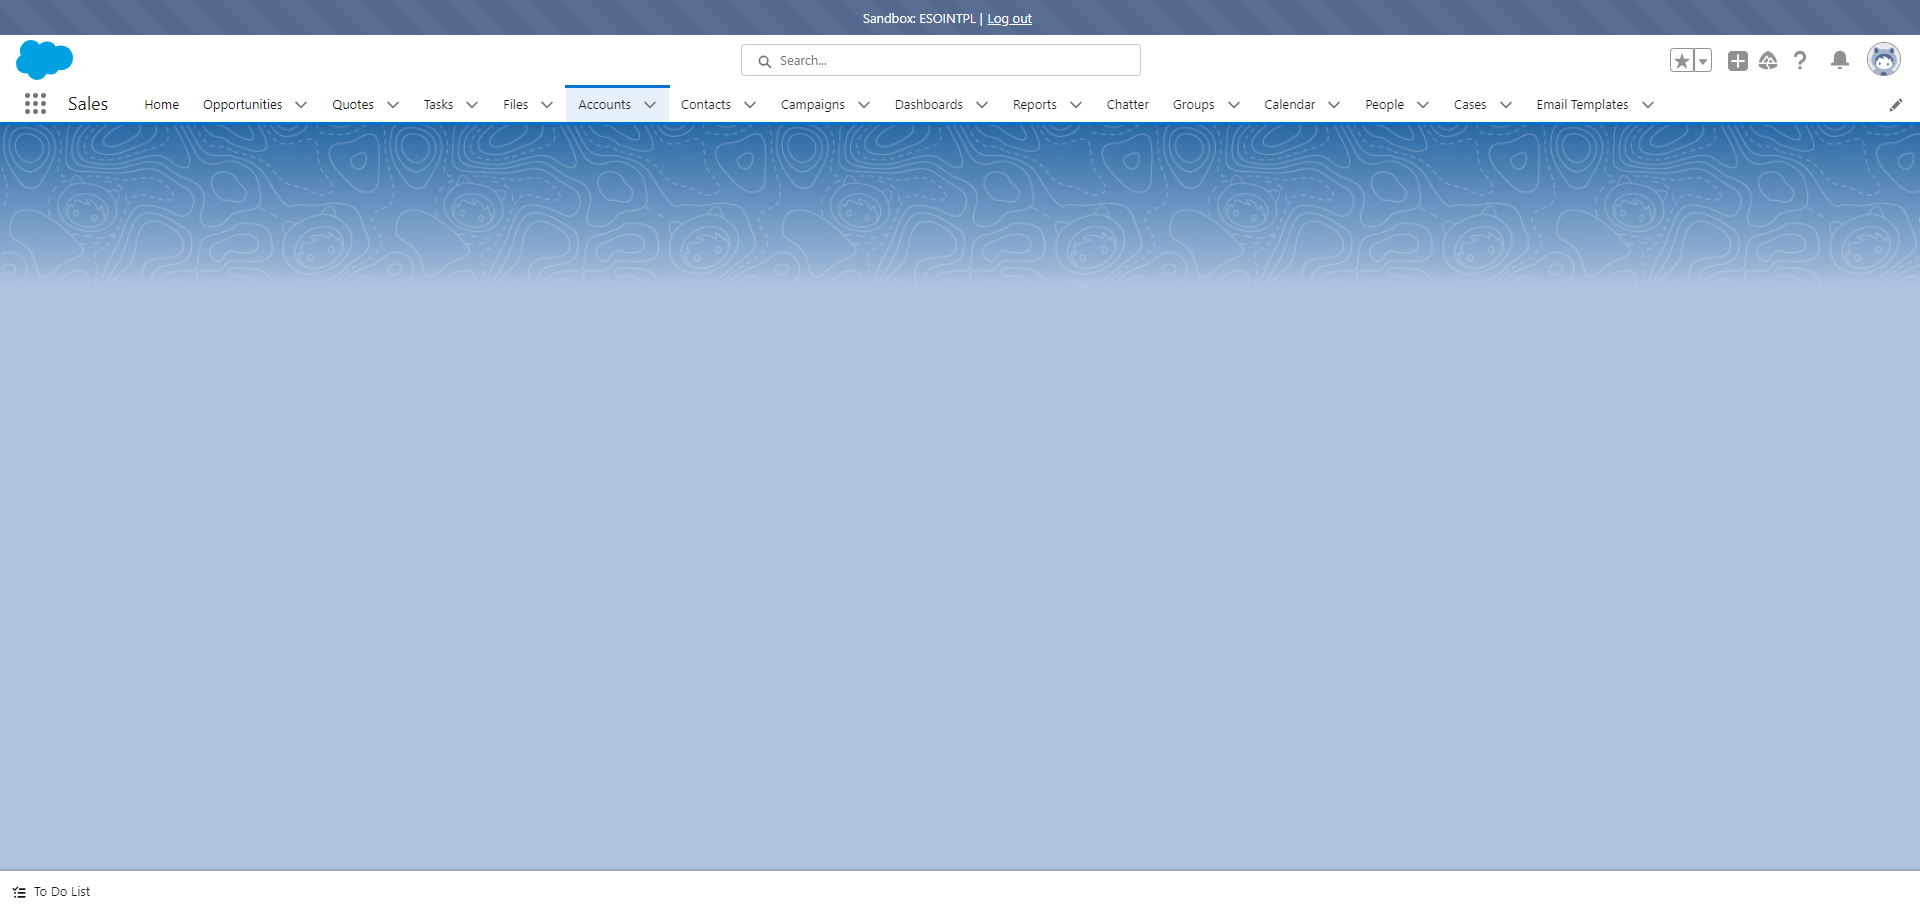 Sandbox: ESOINTPL | Log out
Search...
Sales Home Opportunities Quotes Tasks Files Accounts Contacts Campaigns Dashboards Reports Chatter Groups Calendar People Cases Email Templates
To Do List